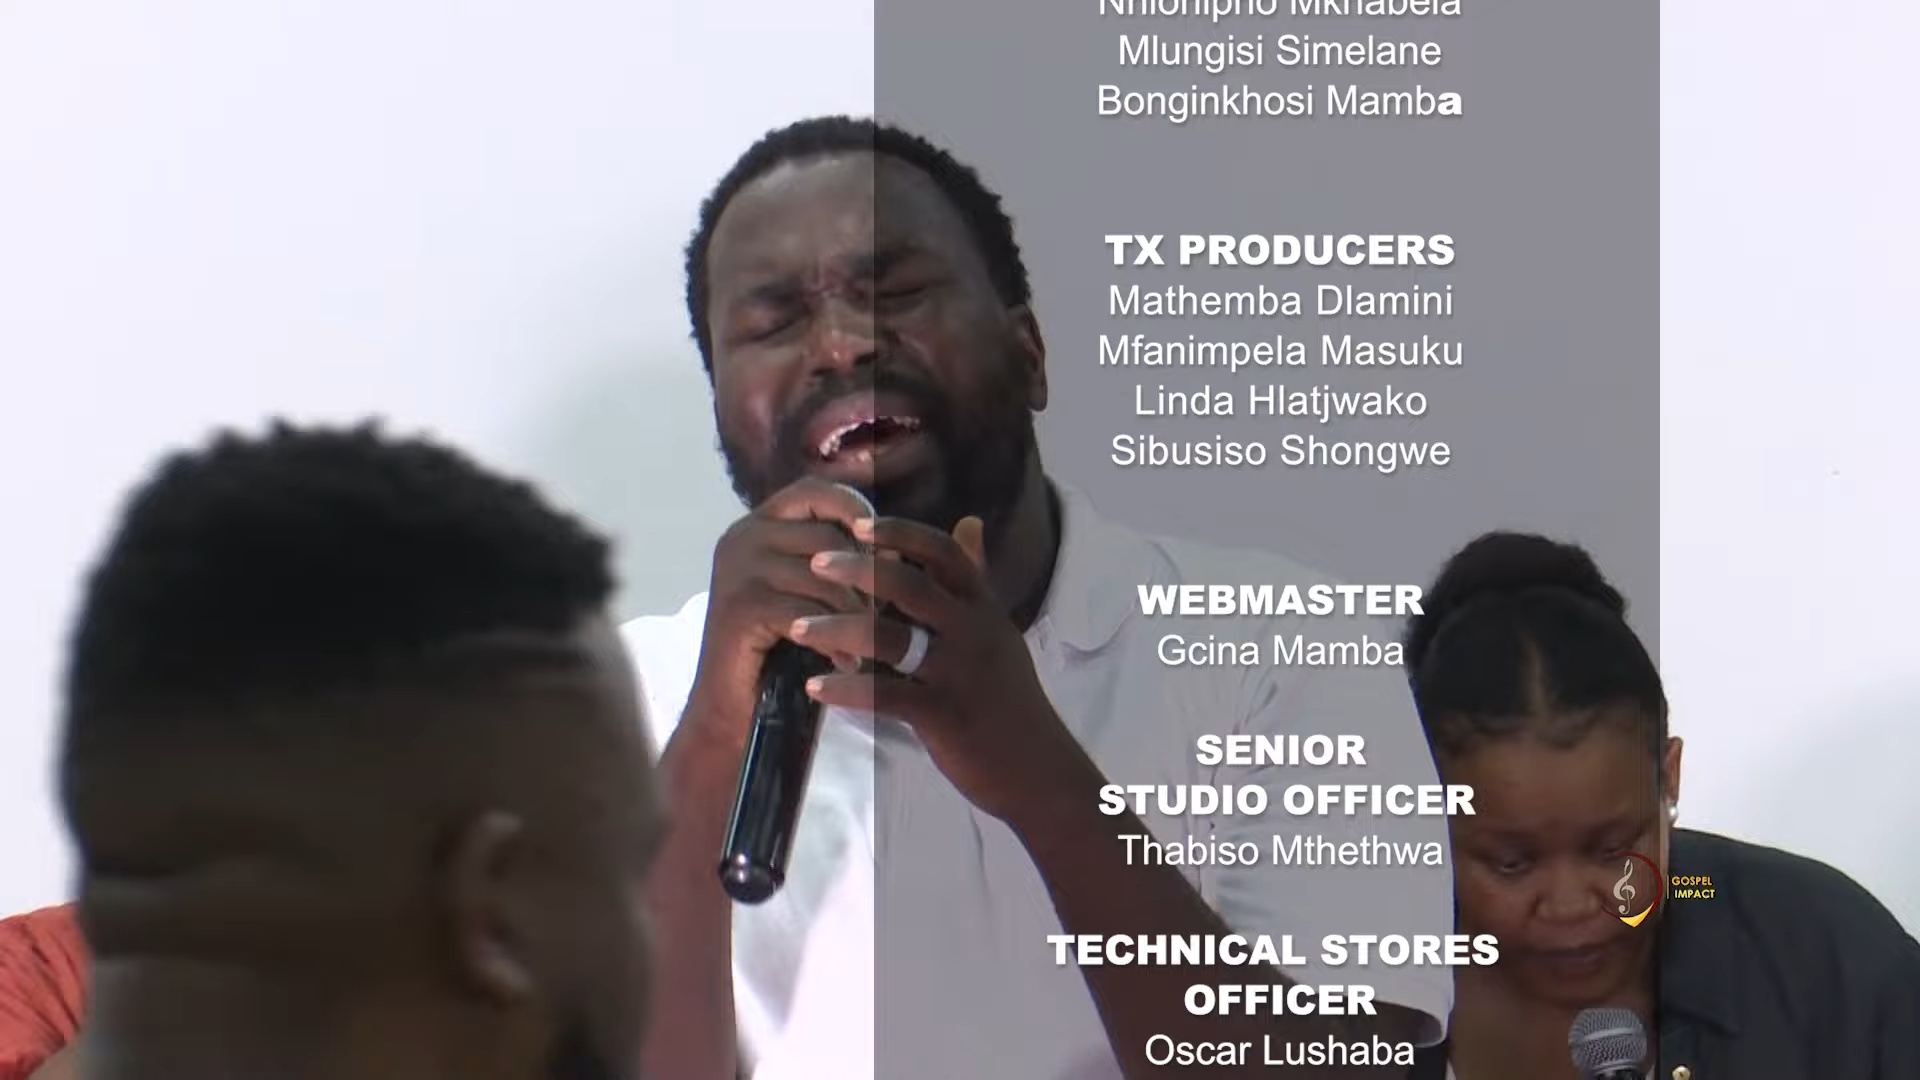 Mlungisi Simelane
Bonginkhosi Mamba
TX PRODUCERS
Mathemba Dlamini
Mfanimpela Masuku
Linda Hlatjwako
Sibusiso Shongwe
WEBMASTER
Gcina Mamba
SENIOR
STUDIO OFFICER
Thabiso Mthethwa
GOSPEL
IMPACT
TECHNICAL STORES
OFFICER
Oscar Lushaba